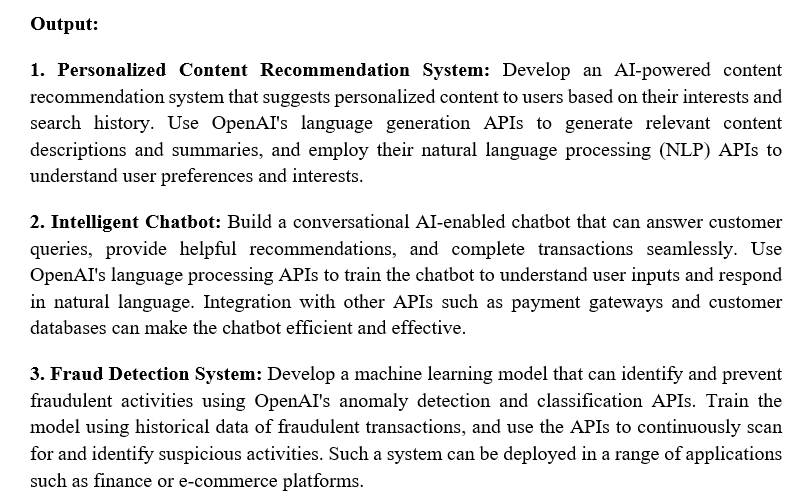 Output:
1. Personalized Content Recommendation System: Develop an AI-powered content
recommendation system that suggests personalized content to users based on their interests and
search history. Use OpenAI's language generation APIs to generate relevant content
descriptions and summaries, and employ their natural language processing (NLP) APIs to
understand user preferences and interests.
2. Intelligent Chatbot: Build a conversational AI-enabled chatbot that can answer customer
queries, provide helpful recommendations, and complete transactions seamlessly. Use
OpenAI's language processing APIs to train the chatbot to understand user inputs and respond
in natural language. Integration with other APIs such as payment gateways and customer
databases can make the chatbot efficient and effective.
3. Fraud Detection System: Develop a machine learning model that can identify and prevent
fraudulent activities using OpenAI's anomaly detection and classification APIs. Train the
model using historical data of fraudulent transactions, and use the APIs to continuously scan
for and identify suspicious activities. Such a system can be deployed in a range of applications
such as finance or e-commerce platforms.